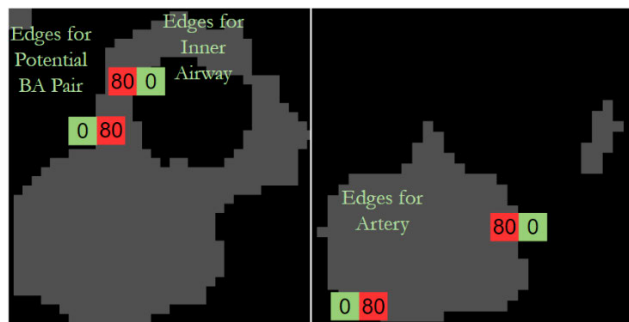 Edges for
Potential
BA Pair
Edges for
Inner
Airway
80 0
0 80
Edges for
Artery
80 0
0 80